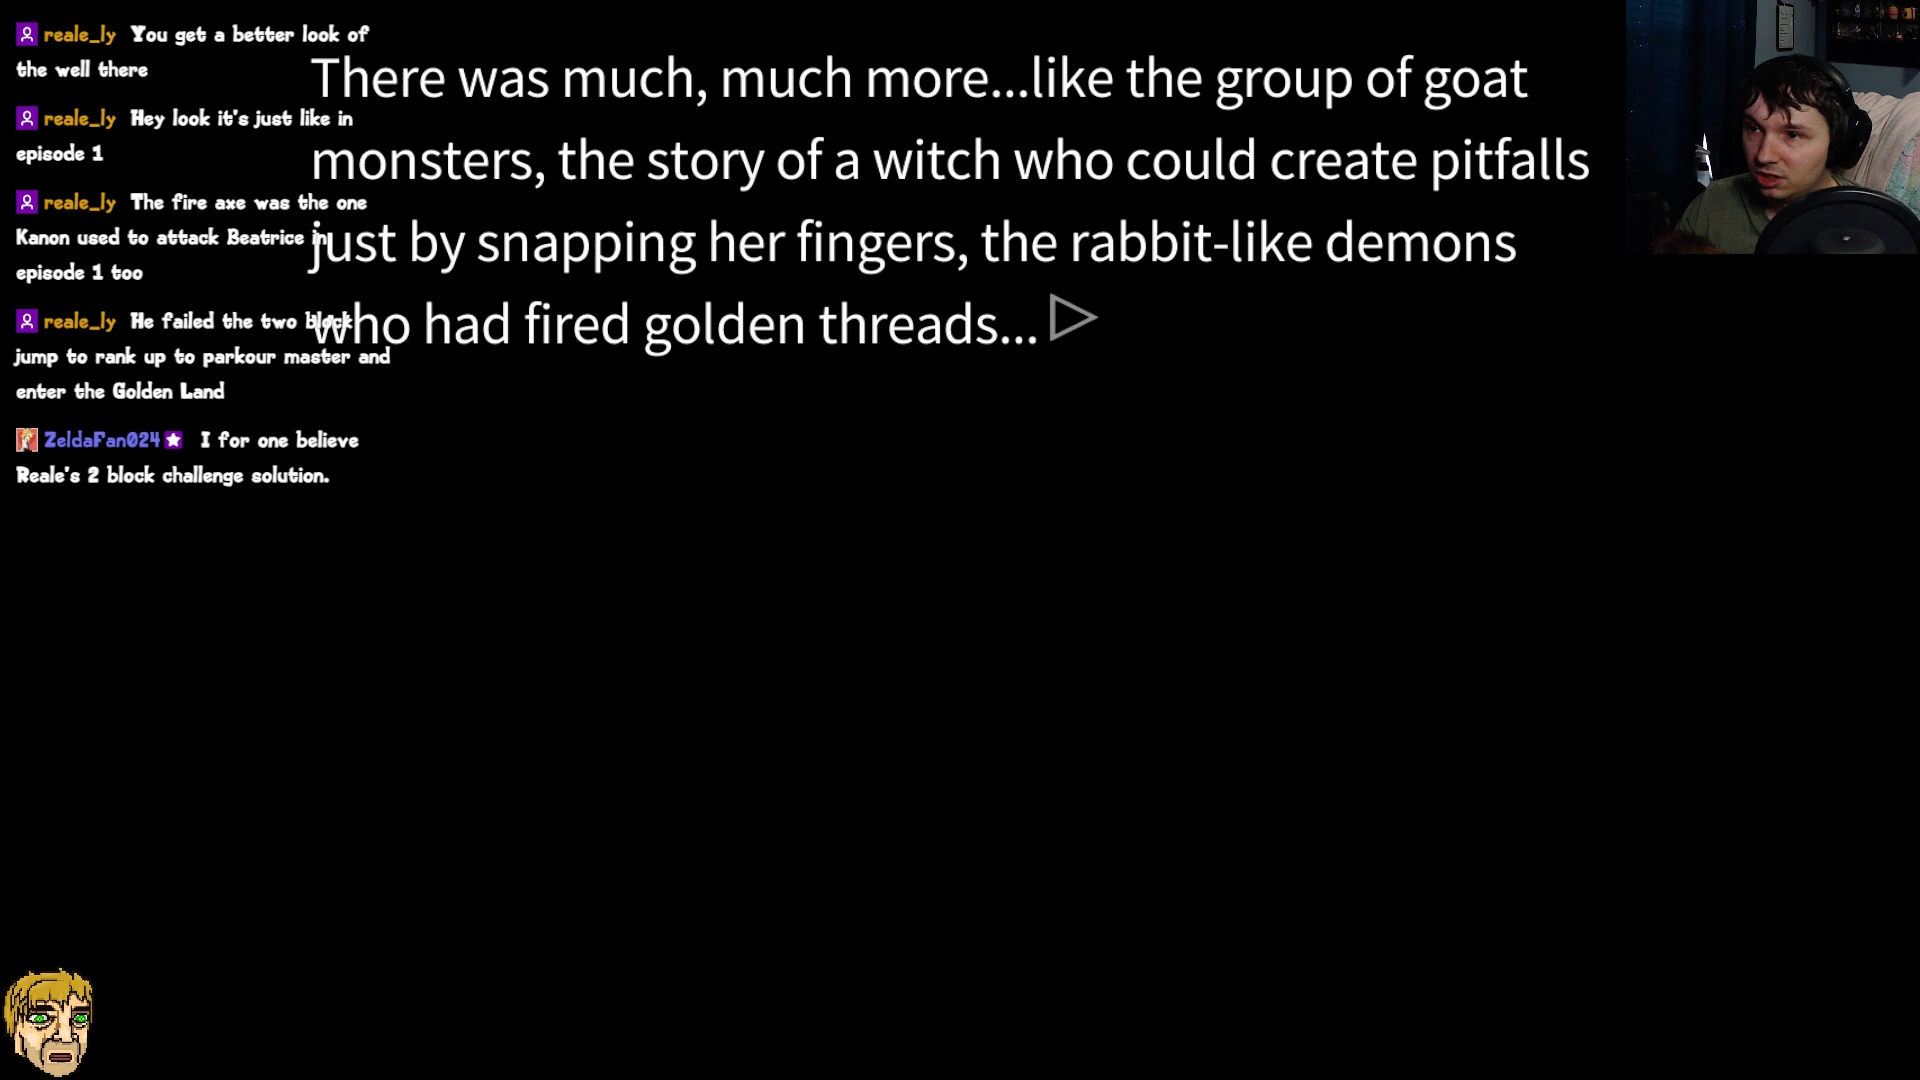 reale_ly You get a better look of
the well there
reale_ly Hey look it's just like in
episode 1
reale_ly The fire axe was the one
Kanon used to attack Beatrice in
episode 1 too
reale_ly He failed the two block
jump to rank up to parkour master and
enter the Golden Land
ZeldaFan024 I for one believe
Reale's 2 block challenge solution.
There was much, much more...like the group of goat
monsters, the story of a witch who could create pitfalls
just by snapping her fingers, the rabbit-like demons
who had fired golden threads...